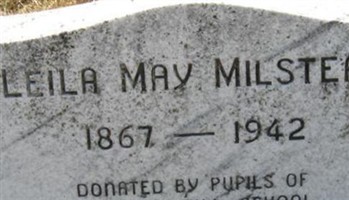 LEILA MAY MILSTE
1867 — 1942
DONATED BY PUPILS OF